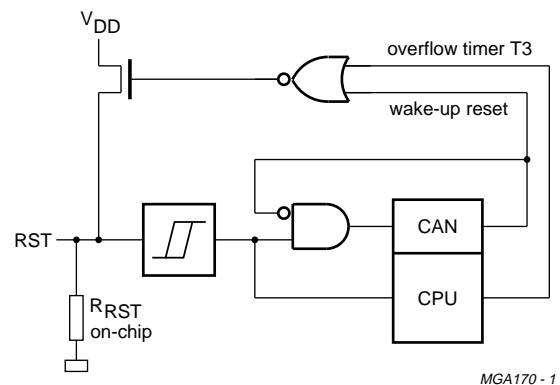 VDD
overflow timer T3
wake-up reset
RST
CAN
CPU
RRST
on-chip
MGA170 - 1